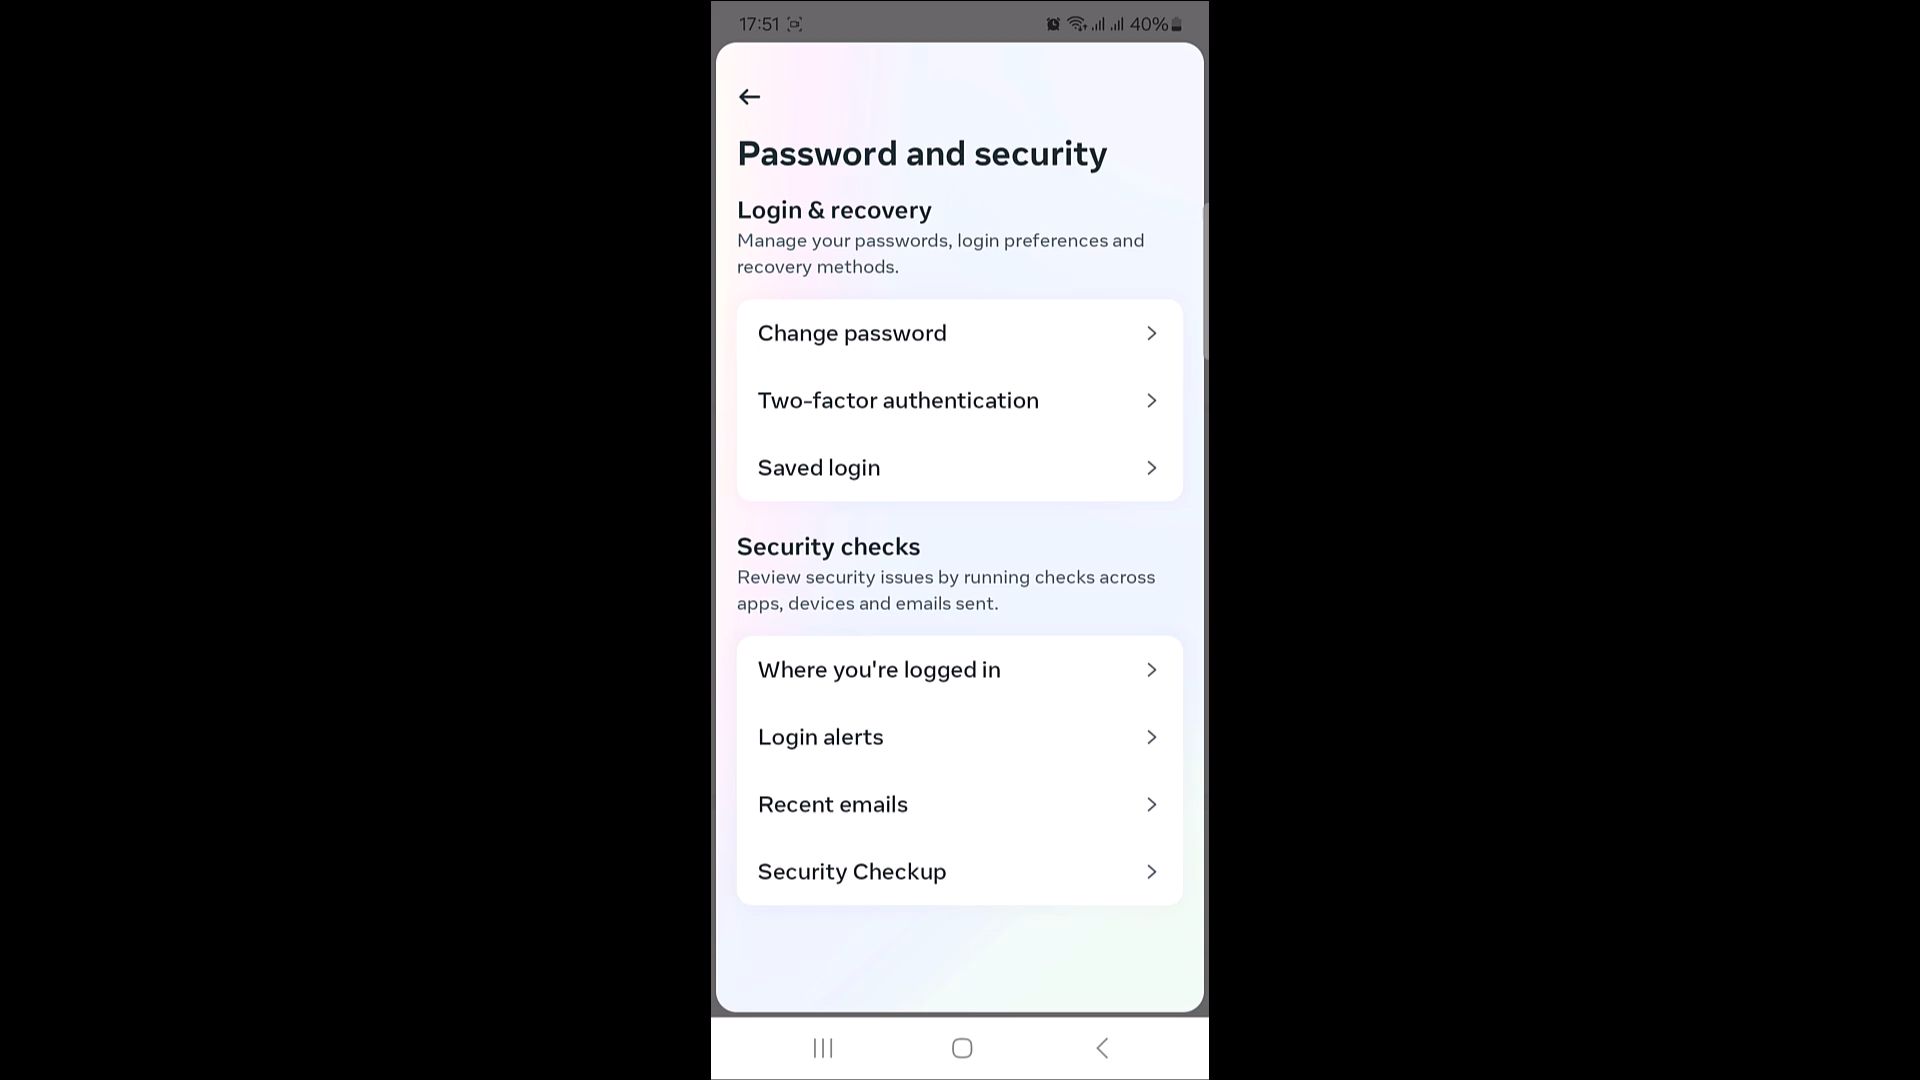 17:51 40%
Password and security
Login & recovery
Manage your passwords, login preferences and
recovery methods.
Change password
Two-factor authentication
Saved login
Security checks
Review security issues by running checks across
apps, devices and emails sent.
Where you're logged in
Login alerts
Recent emails
Security Checkup